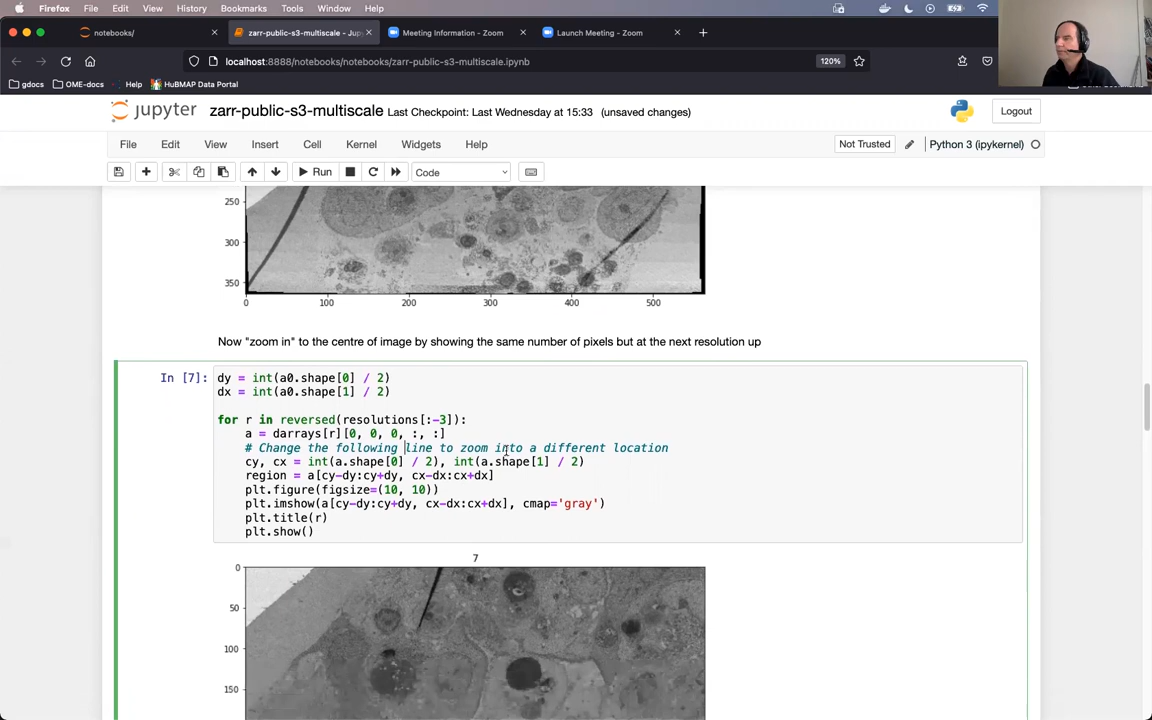 Firefox File Edit View History Bookmarks Tools Window Help
notebooks/ × zarr-public-s3-multiscale - Jup × Meeting Information - Zoom × Launch Meeting - Zoom × +
localhost:8888/notebooks/notebooks/zarr-public-s3-multiscale.ipynb 120%
gdocs OME-docs Help HuBMAP Data Portal
jupyter zarr-public-s3-multiscale Last Checkpoint: Last Wednesday at 15:33 (unsaved changes) Logout
File Edit View Insert Cell Kernel Widgets Help Not Trusted Python 3 (ipykernel)
Run Code
250
300
350
0 100 200 300 400 500
Now "zoom in" to the centre of image by showing the same number of pixels but at the next resolution up
In [7]: dy = int(a0.shape[0] / 2)
dx = int(a0.shape[1] / 2)
for r in reversed(resolutions[:-3]):
a = darrays[r][0, 0, 0, :, :]
# Change the following line to zoom into a different location
cy, cx = int(a.shape[0] / 2), int(a.shape[1] / 2)
region = a[cy-dy:cy+dy, cx-dx:cx+dx]
plt.figure(figsize=(10, 10))
plt.imshow(a[cy-dy:cy+dy, cx-dx:cx+dx], cmap='gray')
plt.title(r)
plt.show()
7
0
50
100
150